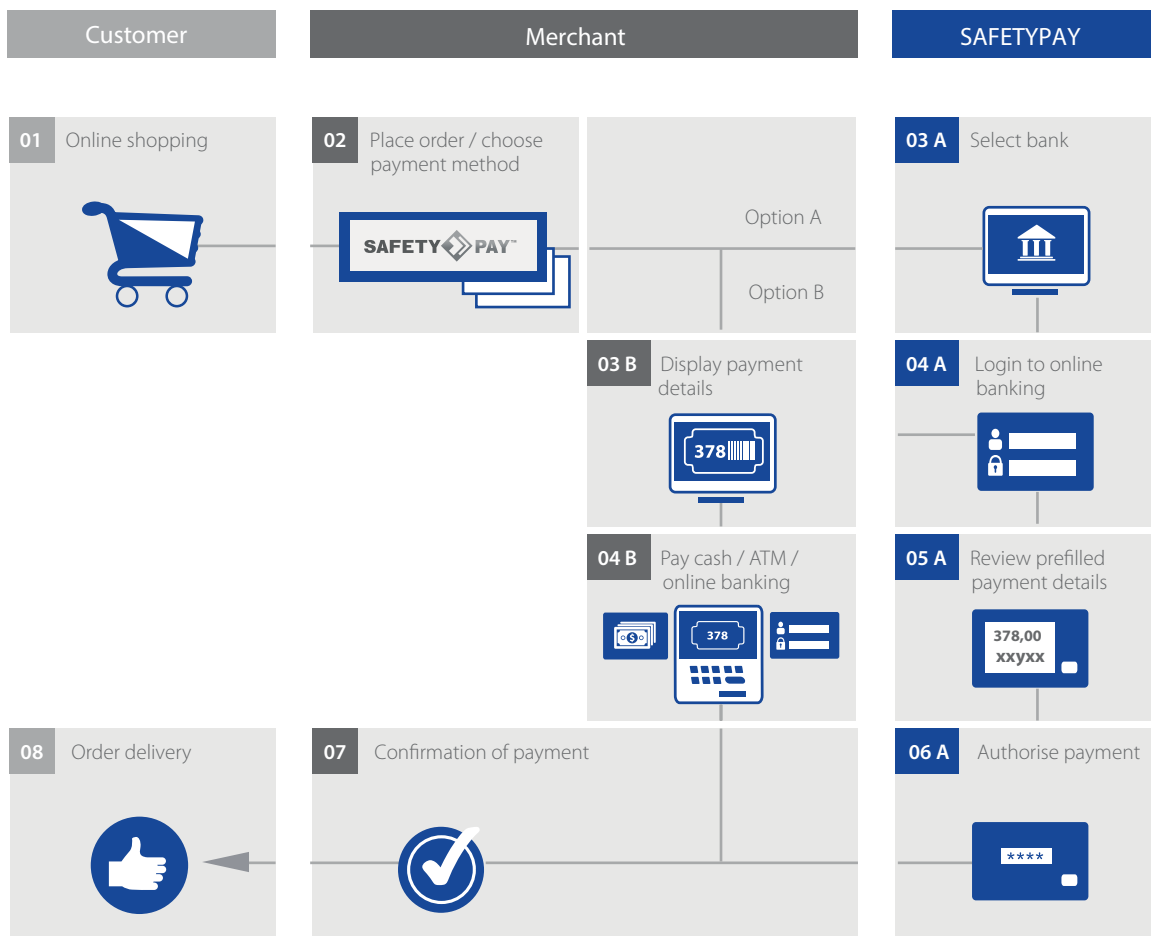 Customer
Merchant
SAFETYPAY
01
Online shopping
02
Place order / choose
payment method
SAFETY PAY™
Option A
Option B
03 A
Select bank
03 B
Display payment
details
378
04 A
Login to online
banking
04 B
Pay cash / ATM /
online banking
378
05 A
Review prefilled
payment details
378,00
xxyxx
08
Order delivery
07
Confirmation of payment
06 A
Authorise payment
****